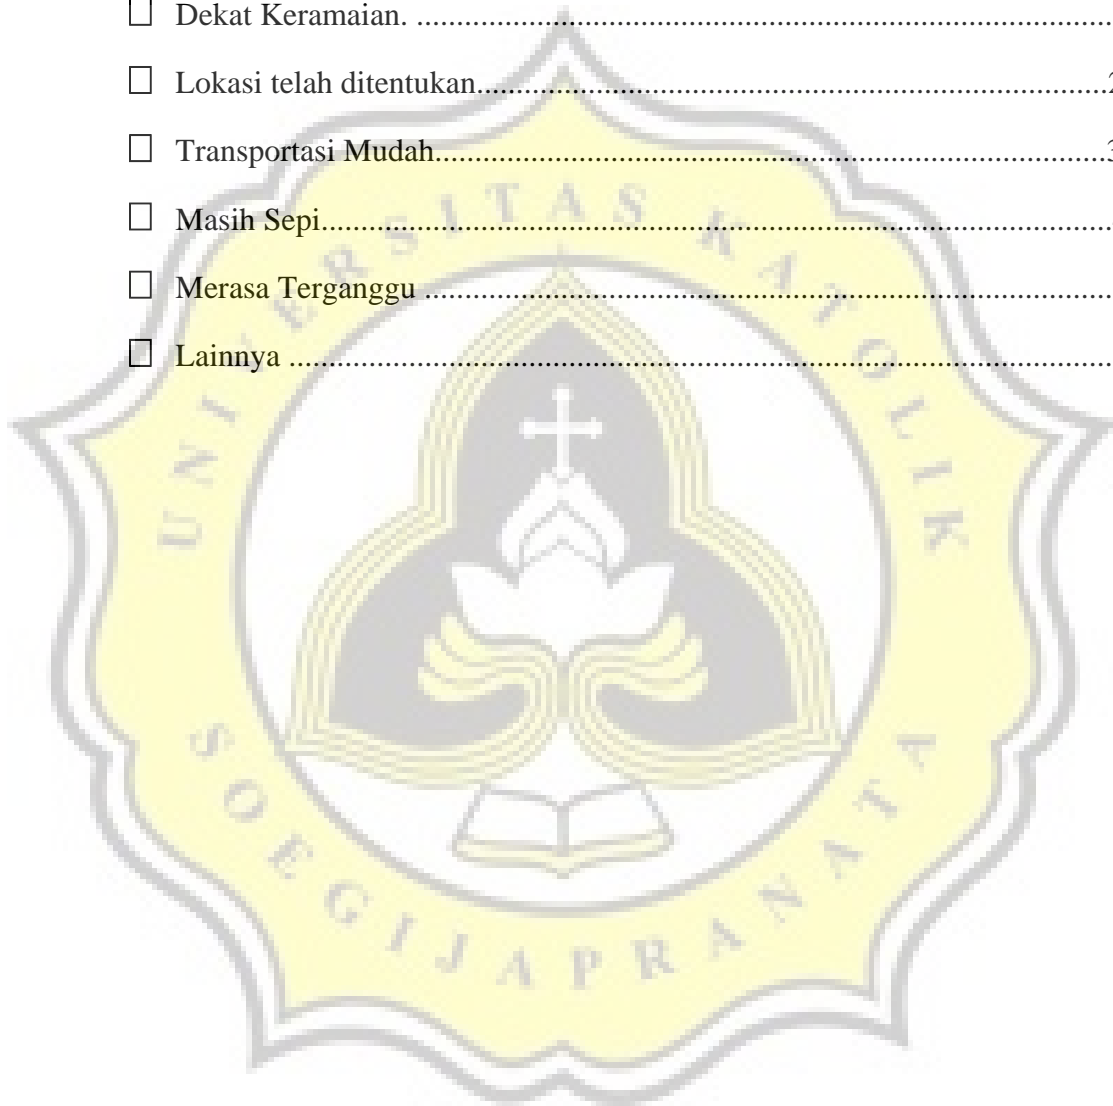 ☐ Dekat Keramaian. ........................................................................................
☐ Lokasi telah ditentukan................................................................................2
☐ Transportasi Mudah.....................................................................................3
☐ Masih Sepi...................................................................................................
☐ Merasa Terganggu .......................................................................................
☐ Lainnya ........................................................................................................
UNIVERSITAS KATOLIK
SOEGIJAPRANATA